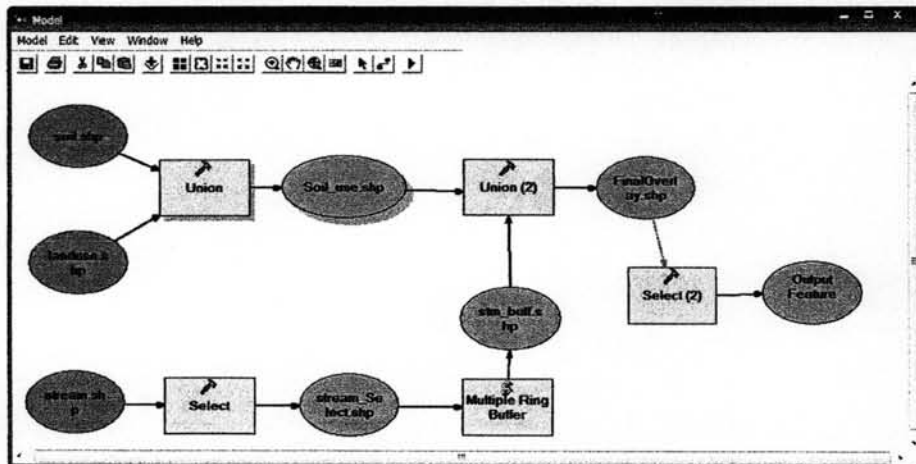 Model
Model Edit View Window Help
soil.shp
Union
Soil_use.shp
Union (2)
FinalOverl
ay.shp
landuse.s
hp
Select (2)
Output
Feature
stm_buff.s
hp
stream.sh
p
Select
stream_Se
lect.shp
Multiple Ring
Buffer